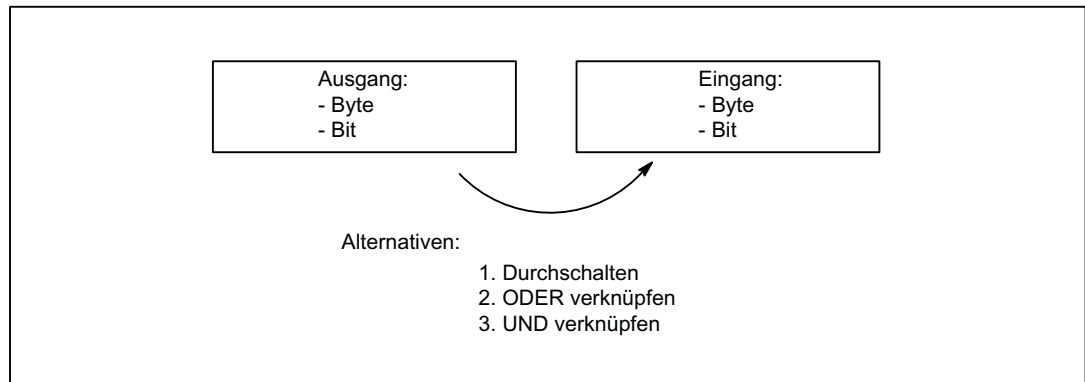 Ausgang:
- Byte
- Bit
Eingang:
- Byte
- Bit
Alternativen:
1. Durchschalten
2. ODER verknüpfen
3. UND verknüpfen